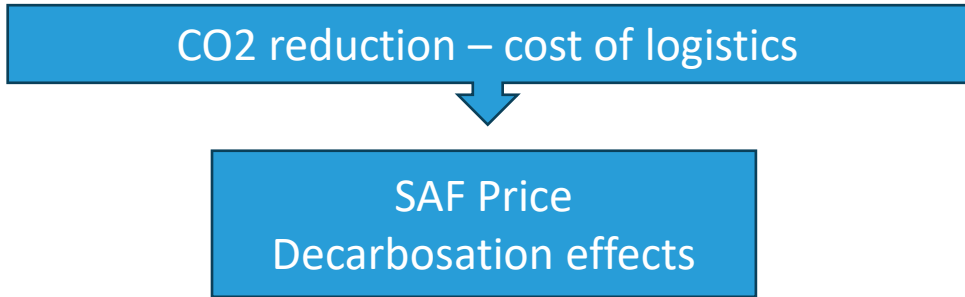 CO2 reduction – cost of logistics
SAF Price
Decarbosation effects